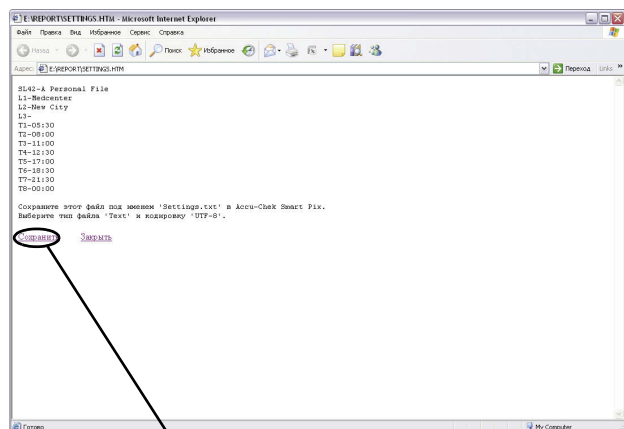 E:\REPORT\SETTINGS.HTM - Microsoft Internet Explorer
Файл Правка Вид Избранное Сервис Справка
Назад Поиск Избранное
Адрес: E:\REPORT\SETTINGS.HTM Переход Links »
SL42-A Personal File
L1-Medcenter
L2-New City
L3-
T1-05:30
T2-08:00
T3-11:00
T4-12:30
T5-17:00
T6-18:30
T7-21:30
T8-00:00
Сохраните этот файл под именем 'Settings.txt' в Accu-Chek Smart Pix.
Выберите тип файла 'Text' и кодировку 'UTF-8'.
Сохранить Закрыть
Готово My Computer